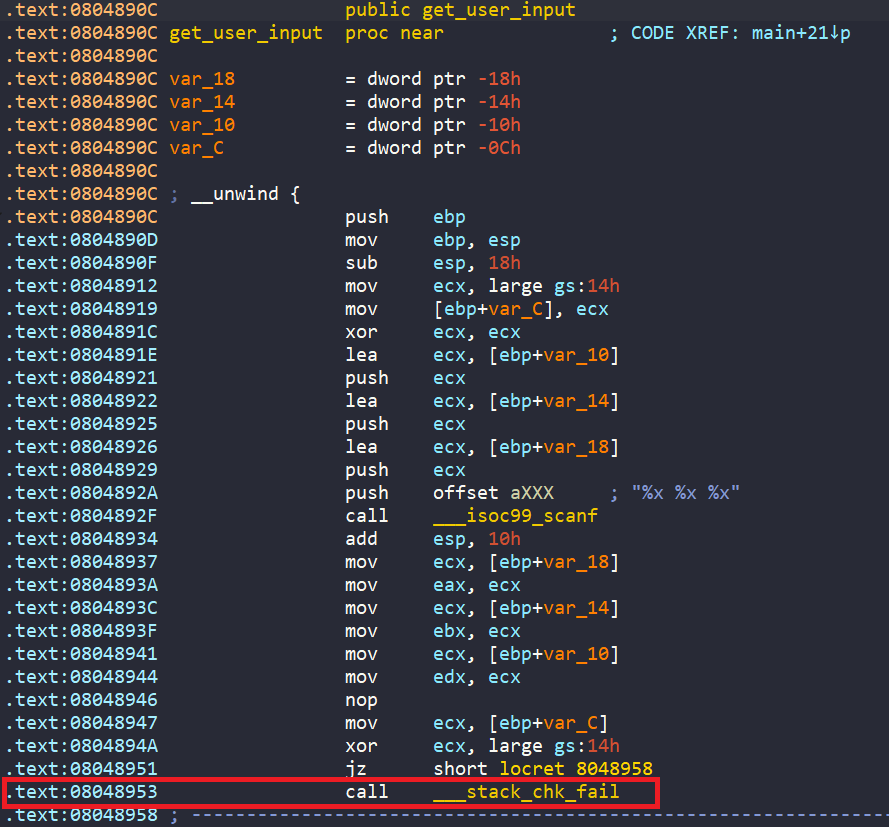 .text:0804890C public get_user_input
.text:0804890C get_user_input proc near ; CODE XREF: main+21↓p
.text:0804890C
.text:0804890C var_18 = dword ptr -18h
.text:0804890C var_14 = dword ptr -14h
.text:0804890C var_10 = dword ptr -10h
.text:0804890C var_C = dword ptr -0Ch
.text:0804890C
.text:0804890C ; __unwind {
.text:0804890C push ebp
.text:0804890D mov ebp, esp
.text:0804890F sub esp, 18h
.text:08048912 mov ecx, large gs:14h
.text:08048919 mov [ebp+var_C], ecx
.text:0804891C xor ecx, ecx
.text:0804891E lea ecx, [ebp+var_10]
.text:08048921 push ecx
.text:08048922 lea ecx, [ebp+var_14]
.text:08048925 push ecx
.text:08048926 lea ecx, [ebp+var_18]
.text:08048929 push ecx
.text:0804892A push offset aXXX ; "%x %x %x"
.text:0804892F call ___isoc99_scanf
.text:08048934 add esp, 10h
.text:08048937 mov ecx, [ebp+var_18]
.text:0804893A mov eax, ecx
.text:0804893C mov ecx, [ebp+var_14]
.text:0804893F mov ebx, ecx
.text:08048941 mov ecx, [ebp+var_10]
.text:08048944 mov edx, ecx
.text:08048946 nop
.text:08048947 mov ecx, [ebp+var_C]
.text:0804894A xor ecx, large gs:14h
.text:08048951 jz short locret_8048958
.text:08048953 call ___stack_chk_fail
.text:08048958 ; ---------------------------------------------------------------